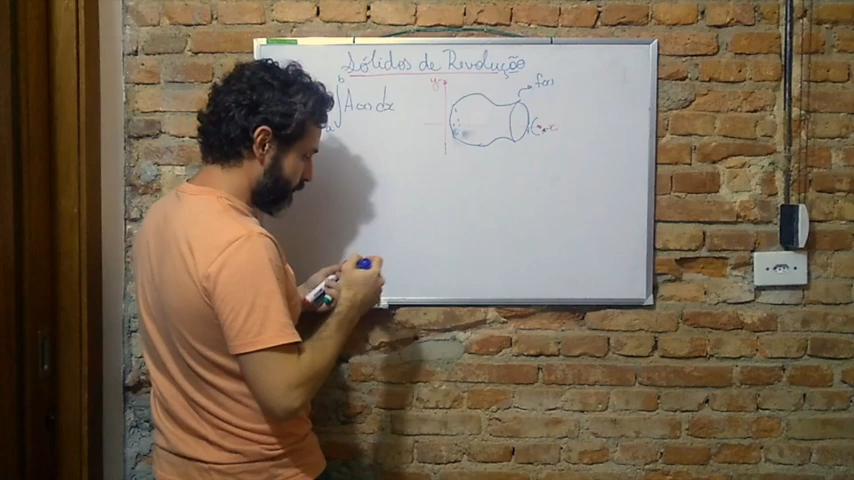 Sólidos de Revolução
b
∫ A(x) dx
a
y
f(x)
x